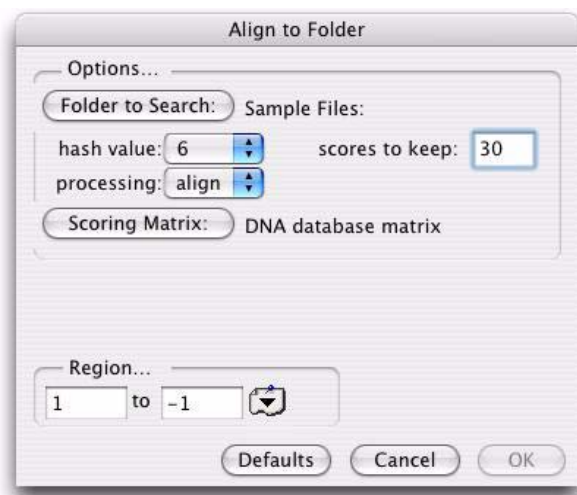 Align to Folder
Options...
Folder to Search: Sample Files:
hash value: 6 scores to keep: 30
processing: align
Scoring Matrix: DNA database matrix
Region...
1 to -1
Defaults Cancel OK